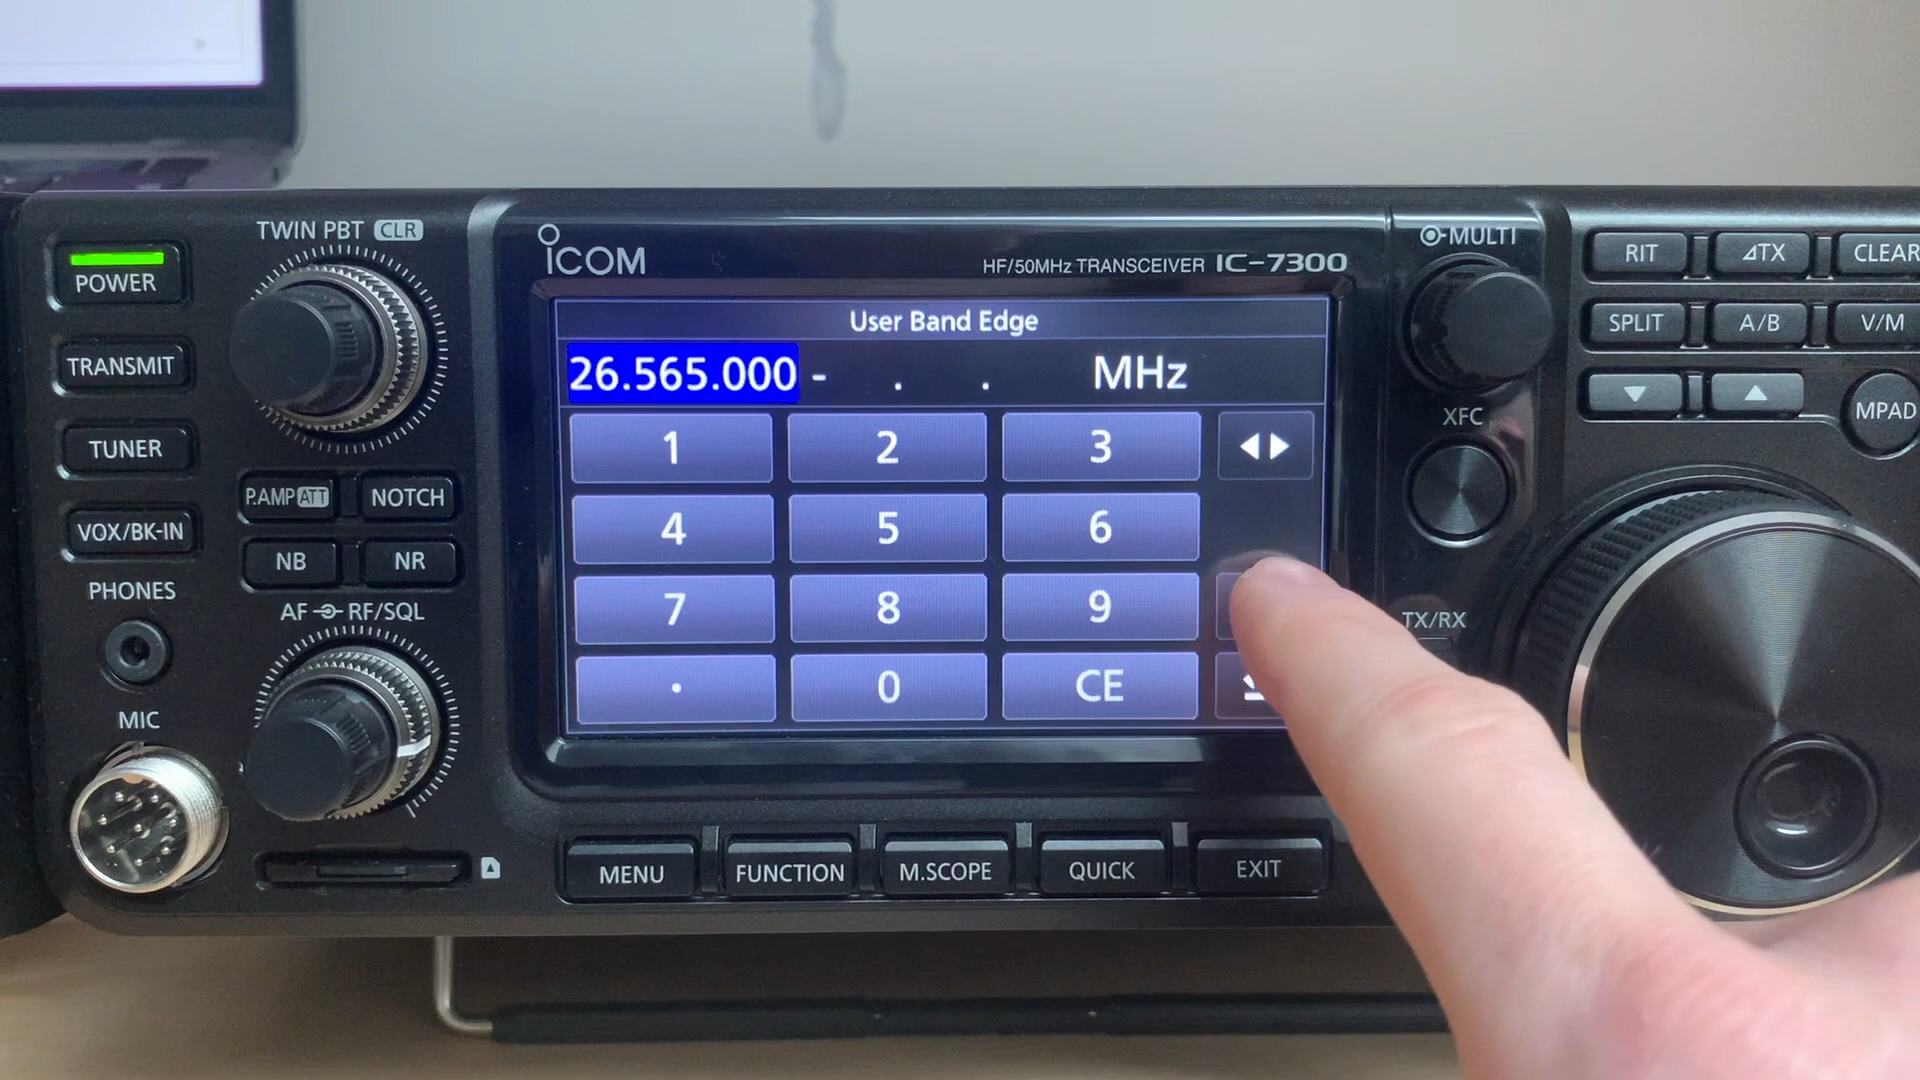 TWIN PBT CLR
POWER
TRANSMIT
TUNER
VOX/BK-IN
P.AMP ATT
NOTCH
NB
NR
PHONES
AF RF/SQL
MIC
ICOM
HF/50MHz TRANSCEIVER IC-7300
User Band Edge
26.565.000 - . . MHz
1 2 3
4 5 6
7 8 9
. 0 CE
MENU
FUNCTION
M.SCOPE
QUICK
EXIT
MULTI
XFC
TX/RX
RIT
ΔTX
CLEAR
SPLIT
A/B
V/M
MPAD